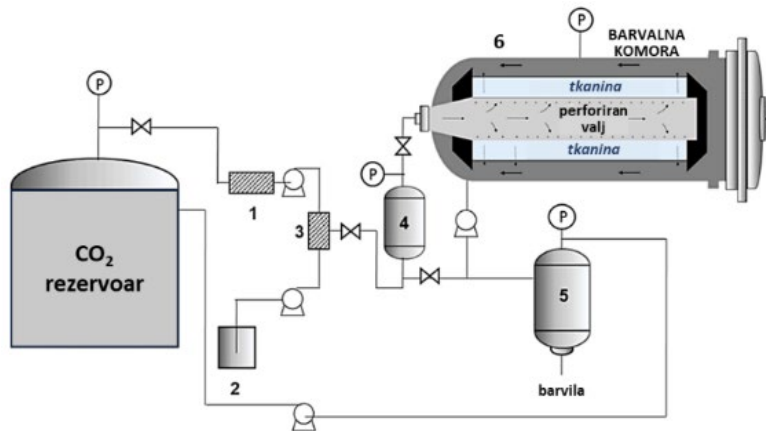 6
P
BARVALNA
KOMORA
P
tkanina
perforiran
valj
tkanina
P
1
4
3
P
CO₂
rezervoar
5
2
barvila